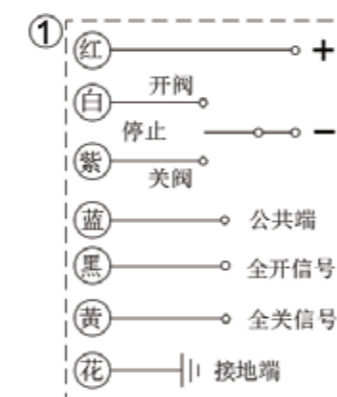 ①
红 +
白 开阀
停止 −
紫 关阀
蓝 公共端
黑 全开信号
黄 全关信号
花 接地端